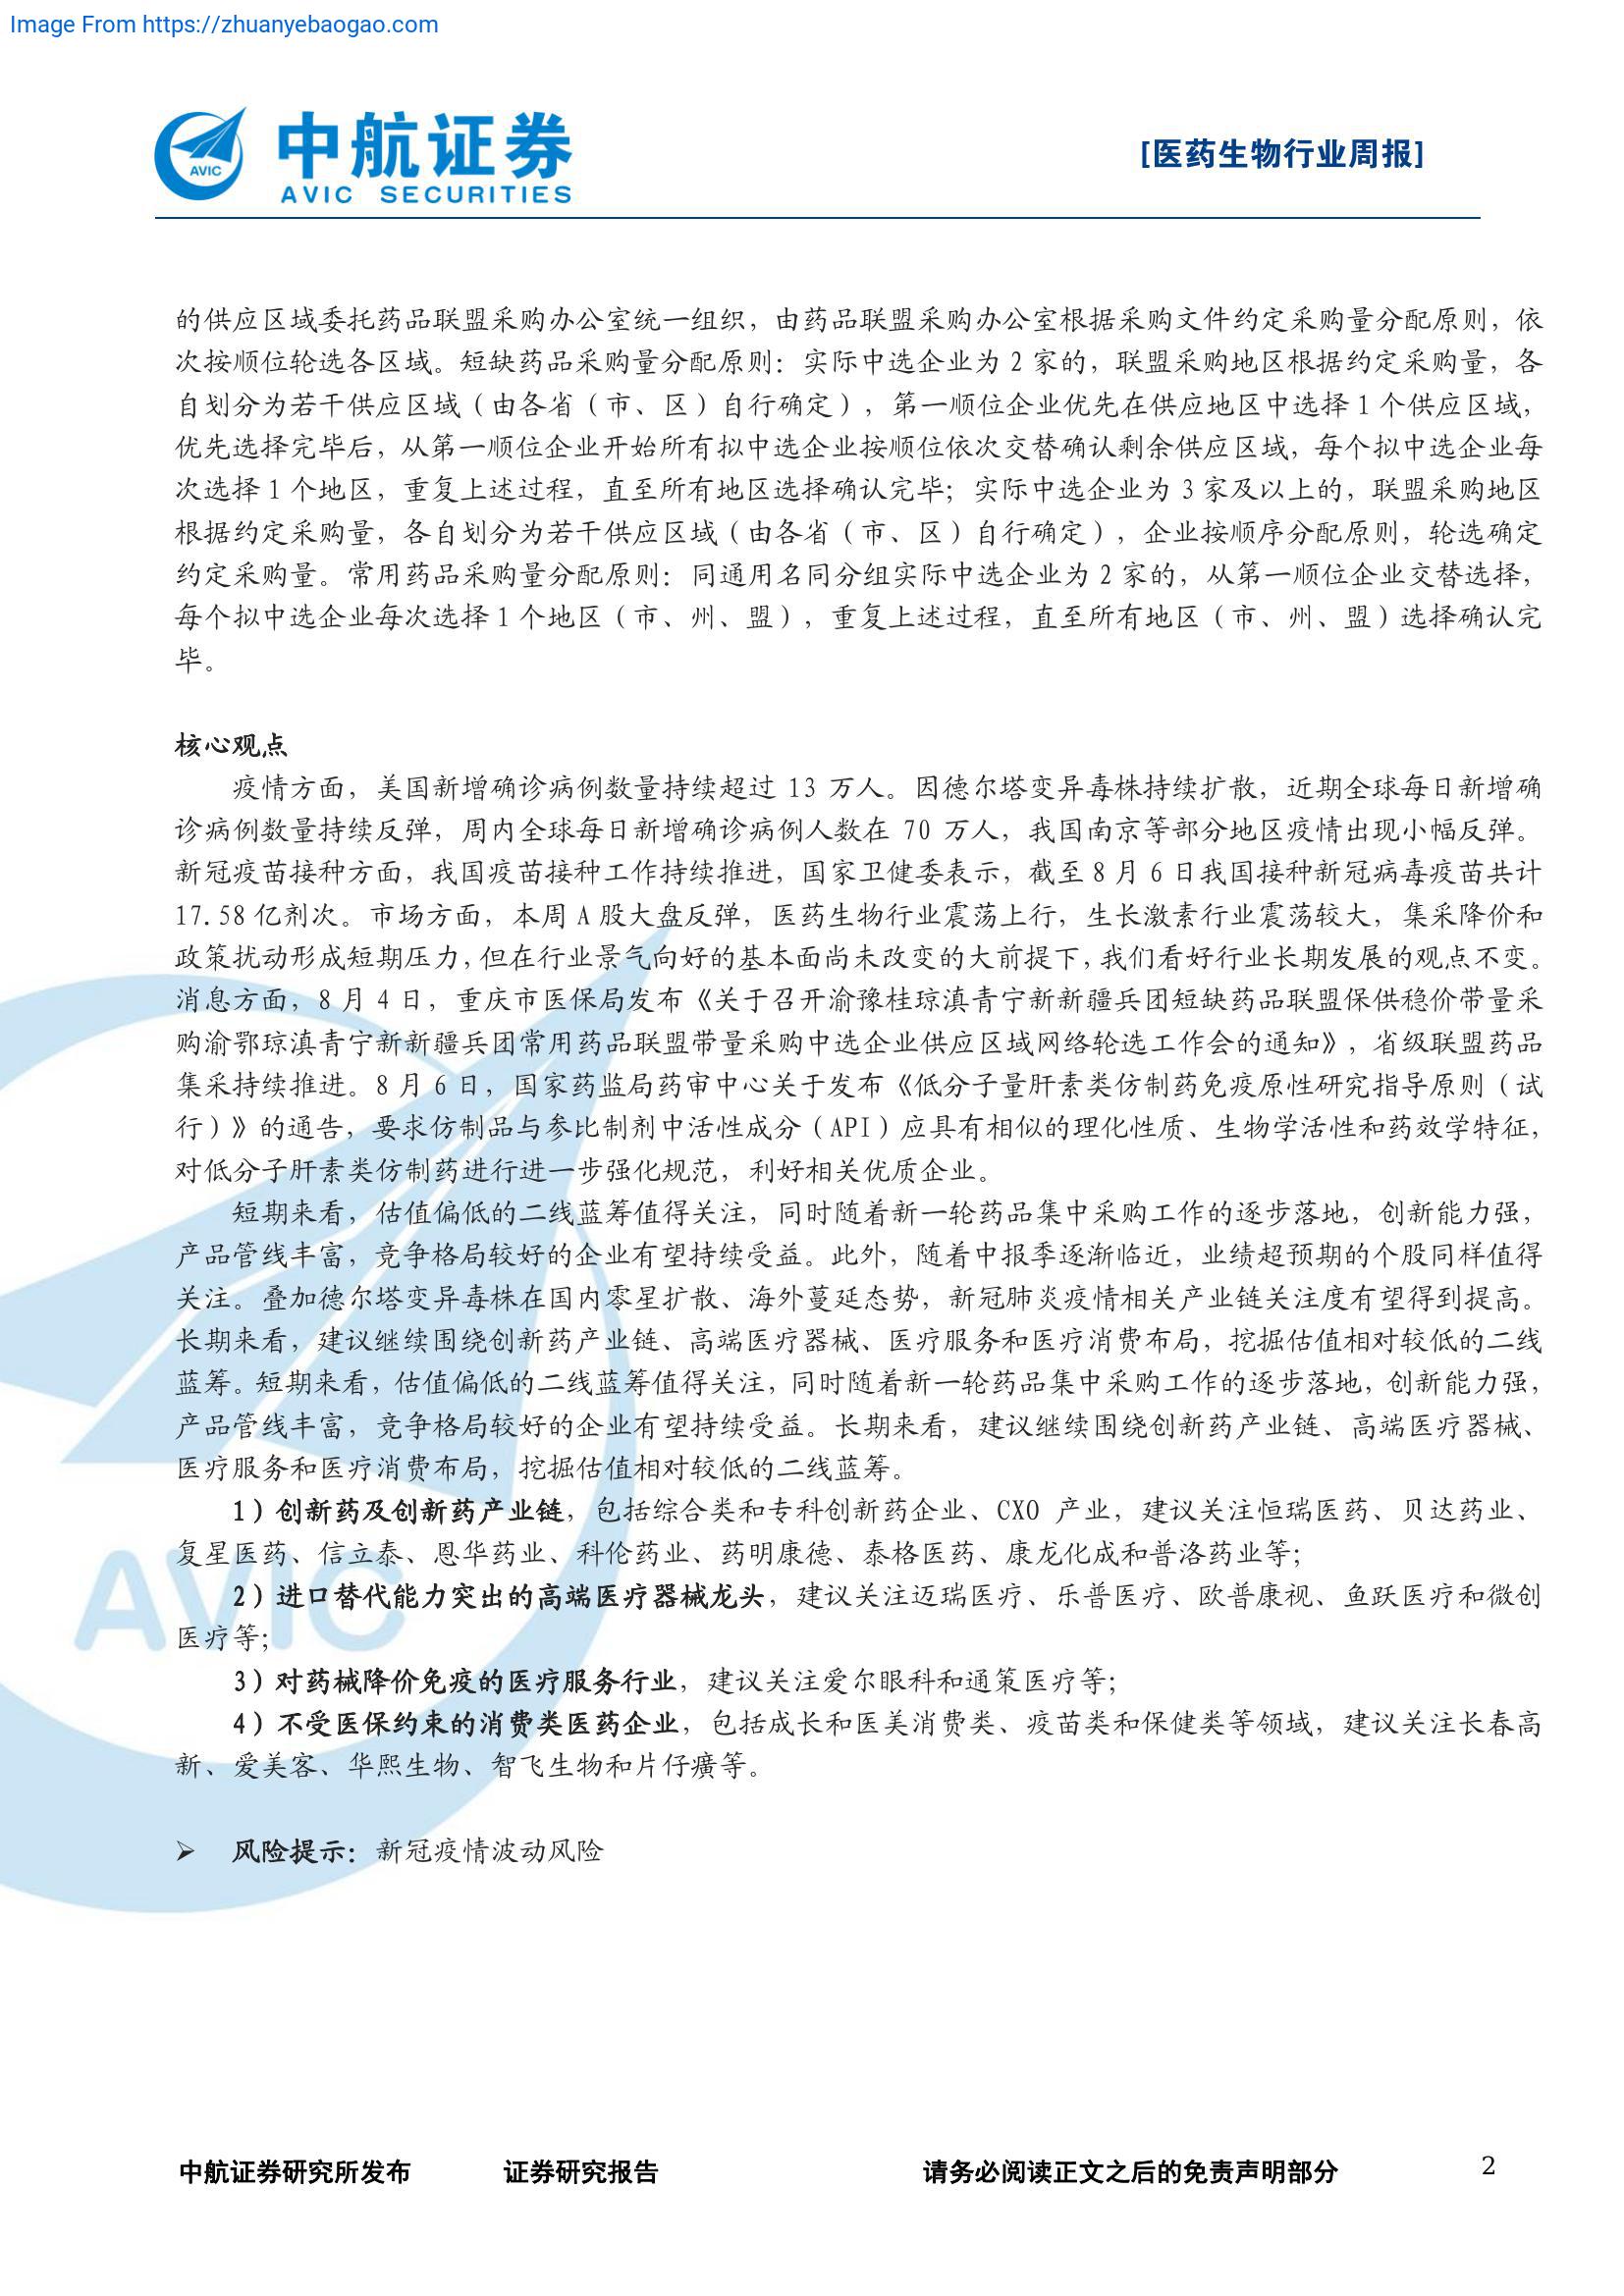 Image From https://zhuanyebaogao.com
中航证券
AVIC
AVIC SECURITIES
[医药生物行业周报]
的供应区域委托药品联盟采购办公室统一组织，由药品联盟采购办公室根据采购文件约定采购量分配原则，依
次按顺位轮选各区域。短缺药品采购量分配原则：实际中选企业为 2 家的，联盟采购地区根据约定采购量，各
自划分为若干供应区域（由各省（市、区）自行确定），第一顺位企业优先在供应地区中选择 1 个供应区域，
优先选择完毕后，从第一顺位企业开始所有拟中选企业按顺位依次交替确认剩余供应区域，每个拟中选企业每
次选择 1 个地区，重复上述过程，直至所有地区选择确认完毕；实际中选企业为 3 家及以上的，联盟采购地区
根据约定采购量，各自划分为若干供应区域（由各省（市、区）自行确定），企业按顺序分配原则，轮选确定
约定采购量。常用药品采购量分配原则：同通用名同分组实际中选企业为 2 家的，从第一顺位企业交替选择，
每个拟中选企业每次选择 1 个地区（市、州、盟），重复上述过程，直至所有地区（市、州、盟）选择确认完
毕。
核心观点
疫情方面，美国新增确诊病例数量持续超过 13 万人。因德尔塔变异毒株持续扩散，近期全球每日新增确
诊病例数量持续反弹，周内全球每日新增确诊病例人数在 70 万人，我国南京等部分地区疫情出现小幅反弹。
新冠疫苗接种方面，我国疫苗接种工作持续推进，国家卫健委表示，截至 8 月 6 日我国接种新冠病毒疫苗共计
17.58 亿剂次。市场方面，本周 A 股大盘反弹，医药生物行业震荡上行，生长激素行业震荡较大，集采降价和
政策扰动形成短期压力，但在行业景气向好的基本面尚未改变的大前提下，我们看好行业长期发展的观点不变。
消息方面，8 月 4 日，重庆市医保局发布《关于召开渝豫桂琼滇青宁新新疆兵团短缺药品联盟保供稳价带量采
购渝鄂琼滇青宁新新疆兵团常用药品联盟带量采购中选企业供应区域网络轮选工作会的通知》，省级联盟药品
集采持续推进。8 月 6 日，国家药监局药审中心关于发布《低分子量肝素类仿制药免疫原性研究指导原则（试
行）》的通告，要求仿制品与参比制剂中活性成分（API）应具有相似的理化性质、生物学活性和药效学特征，
对低分子肝素类仿制药进行进一步强化规范，利好相关优质企业。
短期来看，估值偏低的二线蓝筹值得关注，同时随着新一轮药品集中采购工作的逐步落地，创新能力强，
产品管线丰富，竞争格局较好的企业有望持续受益。此外，随着中报季逐渐临近，业绩超预期的个股同样值得
关注。叠加德尔塔变异毒株在国内零星扩散、海外蔓延态势，新冠肺炎疫情相关产业链关注度有望得到提高。
长期来看，建议继续围绕创新药产业链、高端医疗器械、医疗服务和医疗消费布局，挖掘估值相对较低的二线
蓝筹。短期来看，估值偏低的二线蓝筹值得关注，同时随着新一轮药品集中采购工作的逐步落地，创新能力强，
产品管线丰富，竞争格局较好的企业有望持续受益。长期来看，建议继续围绕创新药产业链、高端医疗器械、
医疗服务和医疗消费布局，挖掘估值相对较低的二线蓝筹。
1）创新药及创新药产业链，包括综合类和专科创新药企业、CXO 产业，建议关注恒瑞医药、贝达药业、
复星医药、信立泰、恩华药业、科伦药业、药明康德、泰格医药、康龙化成和普洛药业等；
2）进口替代能力突出的高端医疗器械龙头，建议关注迈瑞医疗、乐普医疗、欧普康视、鱼跃医疗和微创
医疗等；
AVIC
3）对药械降价免疫的医疗服务行业，建议关注爱尔眼科和通策医疗等；
4）不受医保约束的消费类医药企业，包括成长和医美消费类、疫苗类和保健类等领域，建议关注长春高
新、爱美客、华熙生物、智飞生物和片仔癀等。
➢ 风险提示：新冠疫情波动风险
中航证券研究所发布 证券研究报告 请务必阅读正文之后的免责声明部分 2